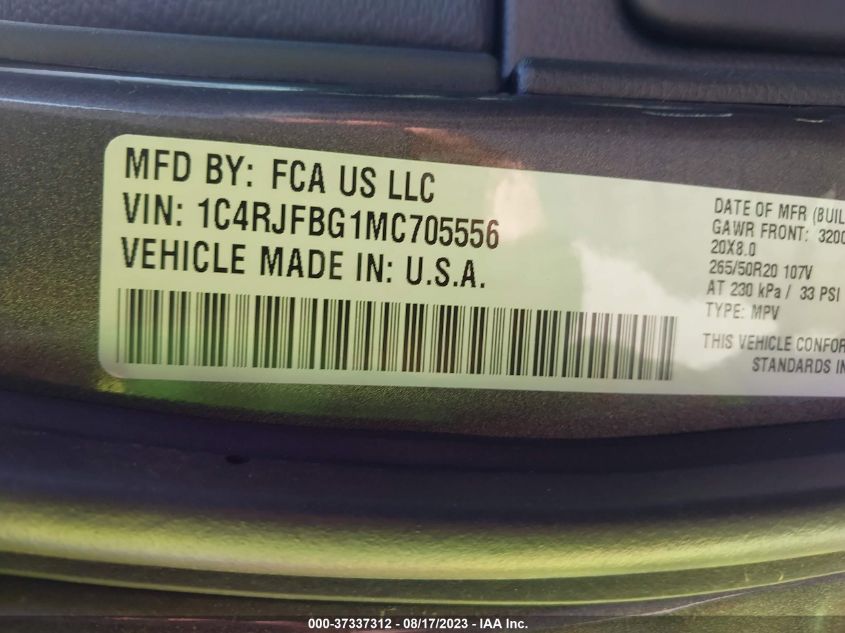 MFD BY: FCA US LLC
VIN: 1C4RJFBG1MC705556
VEHICLE MADE IN: U.S.A.
DATE OF MFR (BUIL
GAWR FRONT: 3200
20X8.0
265/50R20 107V
AT 230 kPa / 33 PSI
TYPE: MPV
THIS VEHICLE CONFOR
STANDARDS IN
000-37337312 - 08/17/2023 - IAA Inc.